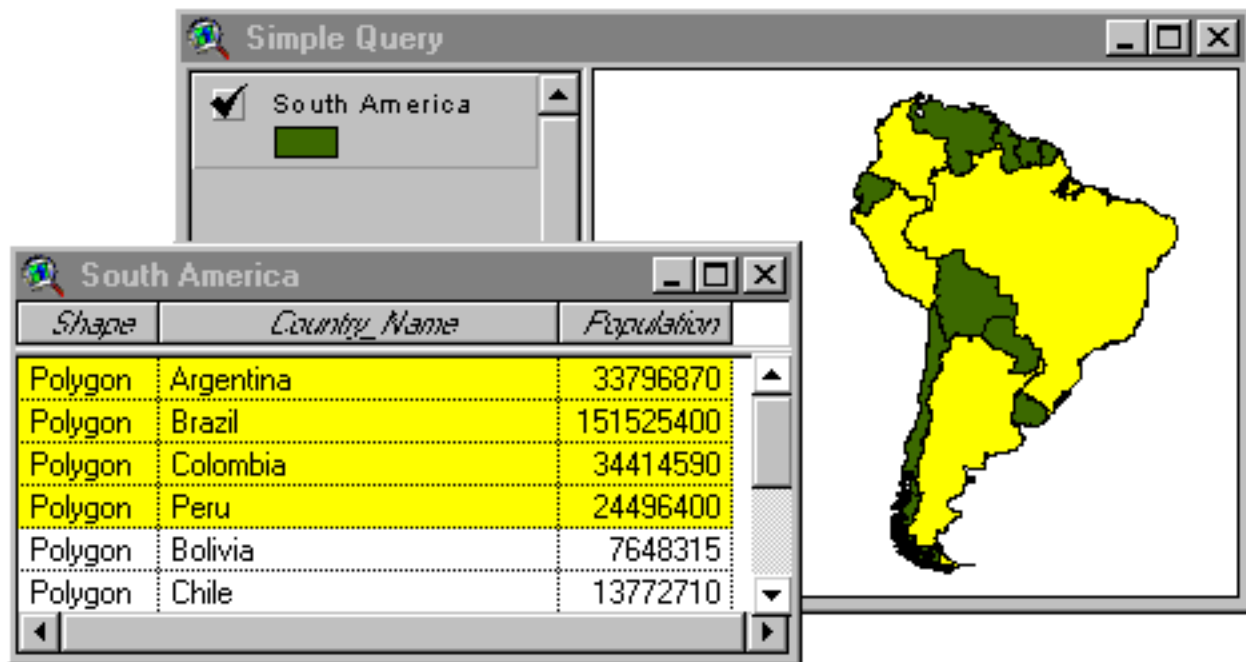 Simple Query
South America
South America
Shape Country_Name Population
Polygon Argentina 33796870
Polygon Brazil 151525400
Polygon Colombia 34414590
Polygon Peru 24496400
Polygon Bolivia 7648315
Polygon Chile 13772710